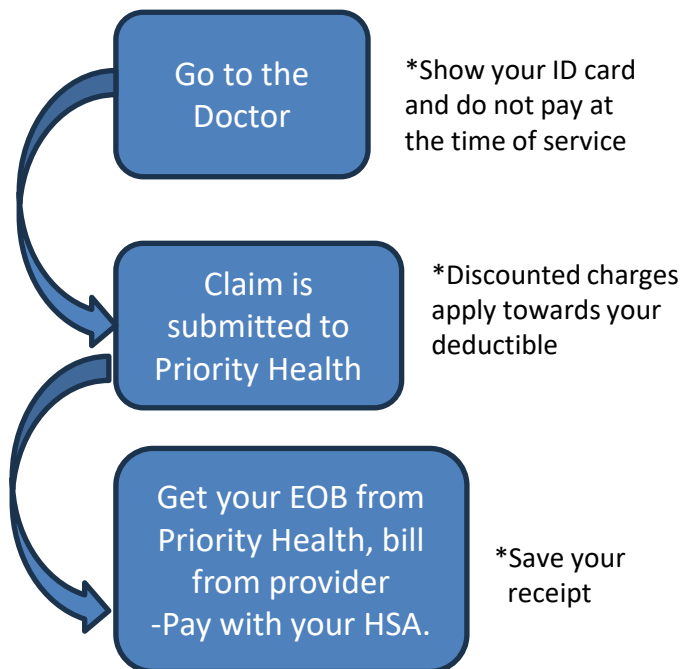 Go to the
Doctor
*Show your ID card
and do not pay at
the time of service
Claim is
submitted to
Priority Health
*Discounted charges
apply towards your
deductible
Get your EOB from
Priority Health, bill
from provider
-Pay with your HSA.
*Save your
receipt